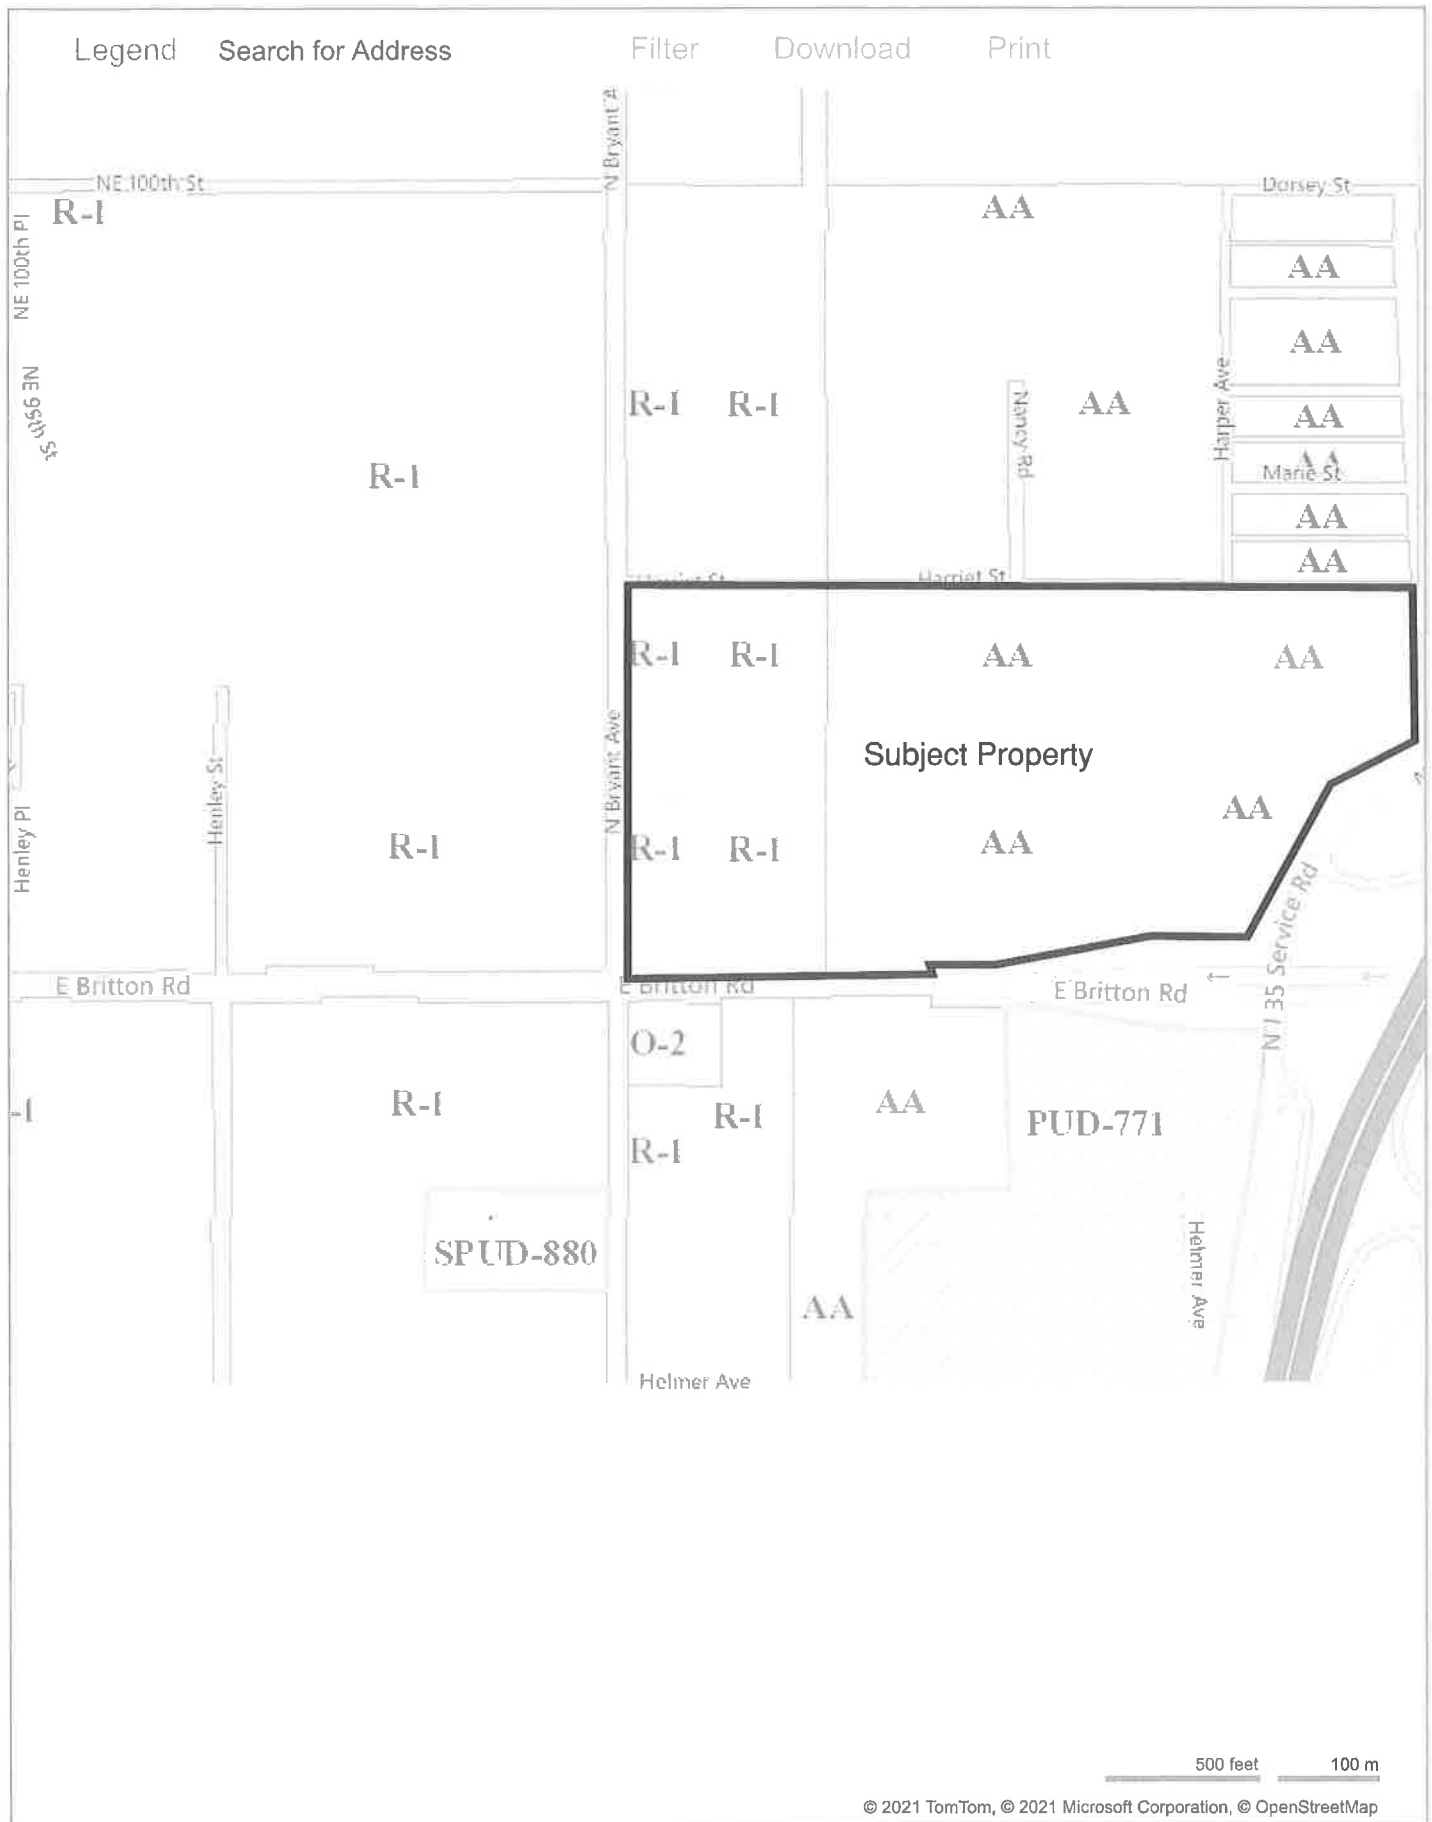 Legend Search for Address Filter Download Print
N Bryant A
NE 100th St
Dorsey St
R-1
AA
NE 100th Pl
AA
NE 95th St
AA
R-1 R-1
Nancy Rd
AA
Harper Ave
AA
R-1
AA
Marie St
AA
AA
Harriet St
Harriet St
R-1 R-1 AA AA
Subject Property
N Bryant Ave
Henley St
Henley Pl
AA
R-1
R-1 R-1 AA
N I 35 Service Rd
E Britton Rd
E Britton Rd
E Britton Rd
O-2
-1
R-1
R-1
AA
PUD-771
R-1
SPUD-880
Helmer Ave
AA
Helmer Ave
500 feet 100 m
© 2021 TomTom, © 2021 Microsoft Corporation, © OpenStreetMap